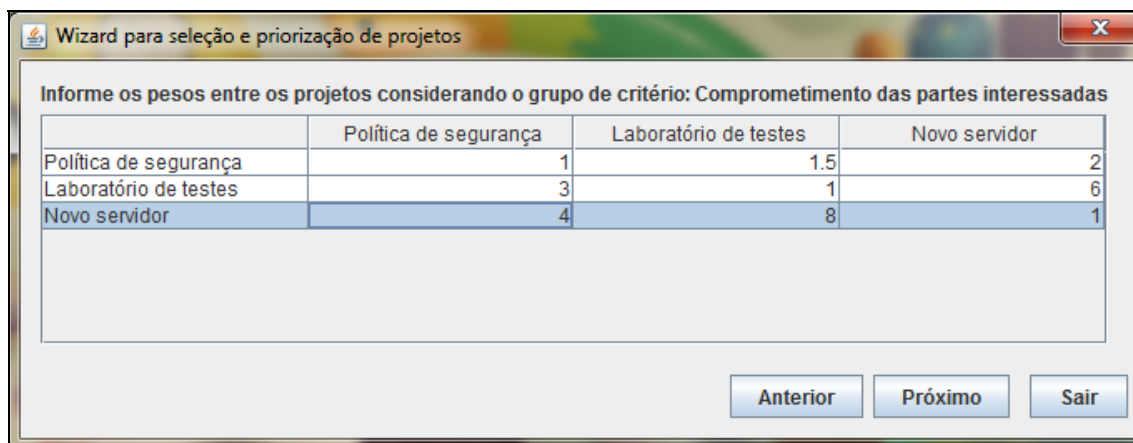 Wizard para seleção e priorização de projetos
Informe os pesos entre os projetos considerando o grupo de critério: Comprometimento das partes interessadas
Política de segurança Laboratório de testes Novo servidor
Política de segurança 1 1.5 2
Laboratório de testes 3 1 6
Novo servidor 4 8 1
Anterior Próximo Sair